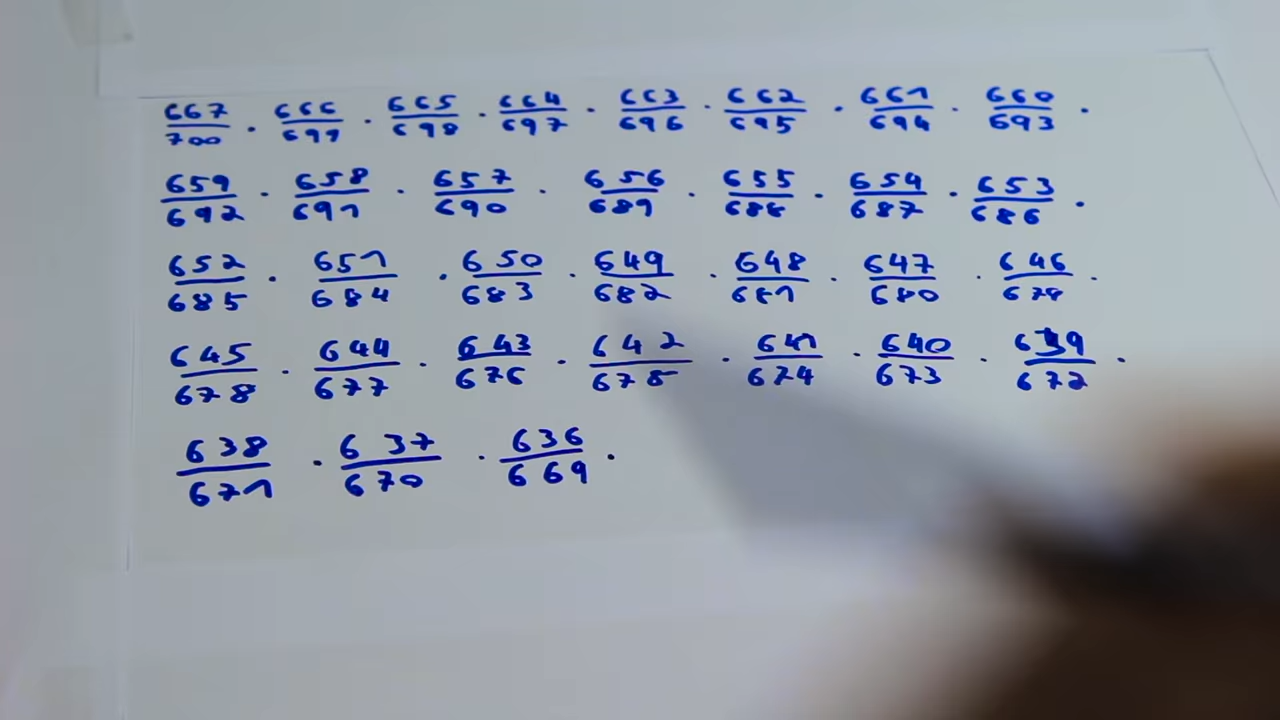 667/700 · 666/699 · 665/698 · 664/697 · 663/696 · 662/695 · 661/694 · 660/693 ·
659/692 · 658/691 · 657/690 · 656/689 · 655/688 · 654/687 · 653/686 ·
652/685 · 651/684 · 650/683 · 649/682 · 648/681 · 647/680 · 646/679 ·
645/678 · 644/677 · 643/676 · 642/675 · 641/674 · 640/673 · 639/672 ·
638/671 · 637/670 · 636/669 ·